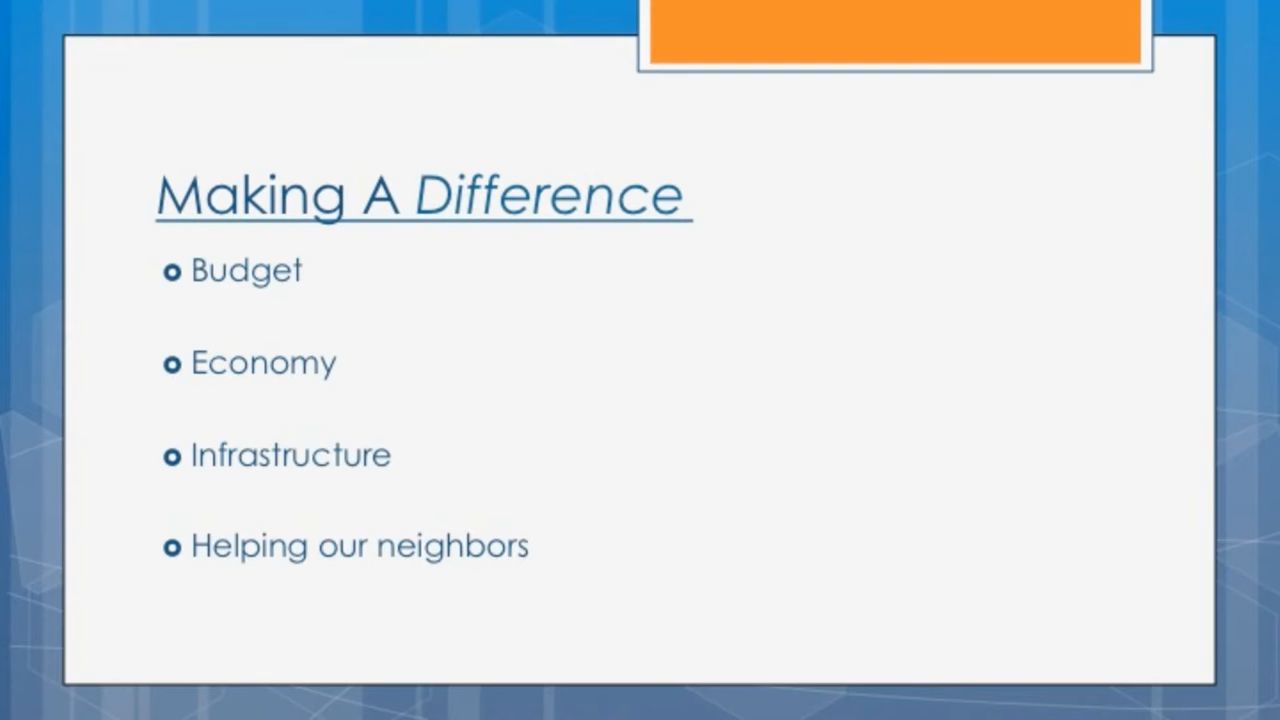 Making A Difference
Budget
Economy
Infrastructure
Helping our neighbors